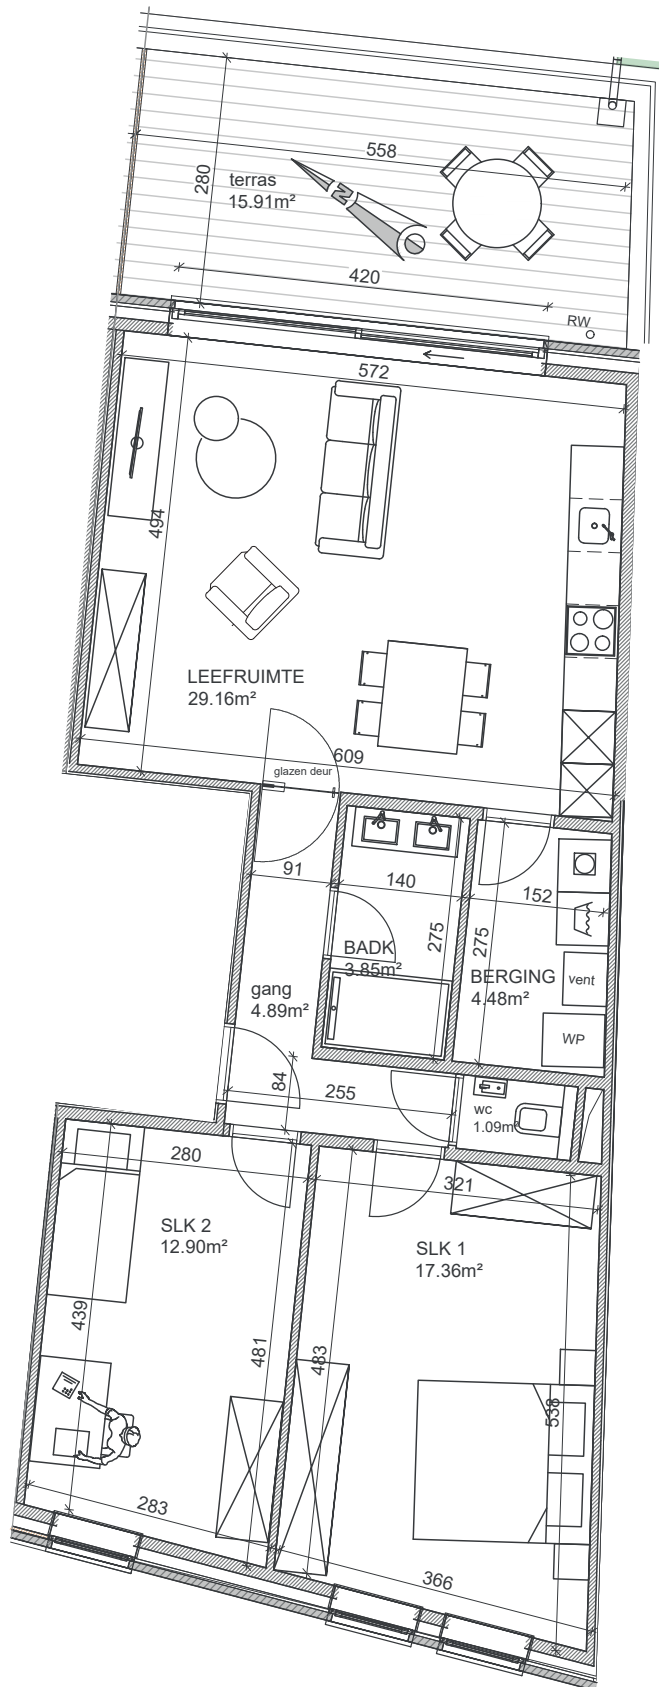 558
280
terras
15.91m²
N
420
RW
572
494
LEEFRUIMTE
29.16m²
609
glazen deur
91
140
152
275
275
BADK
3.85m²
BERGING
4.48m²
vent
gang
4.89m²
WP
84
255
wc
1.09m²
280
321
SLK 2
12.90m²
SLK 1
17.36m²
439
481
483
538
283
366